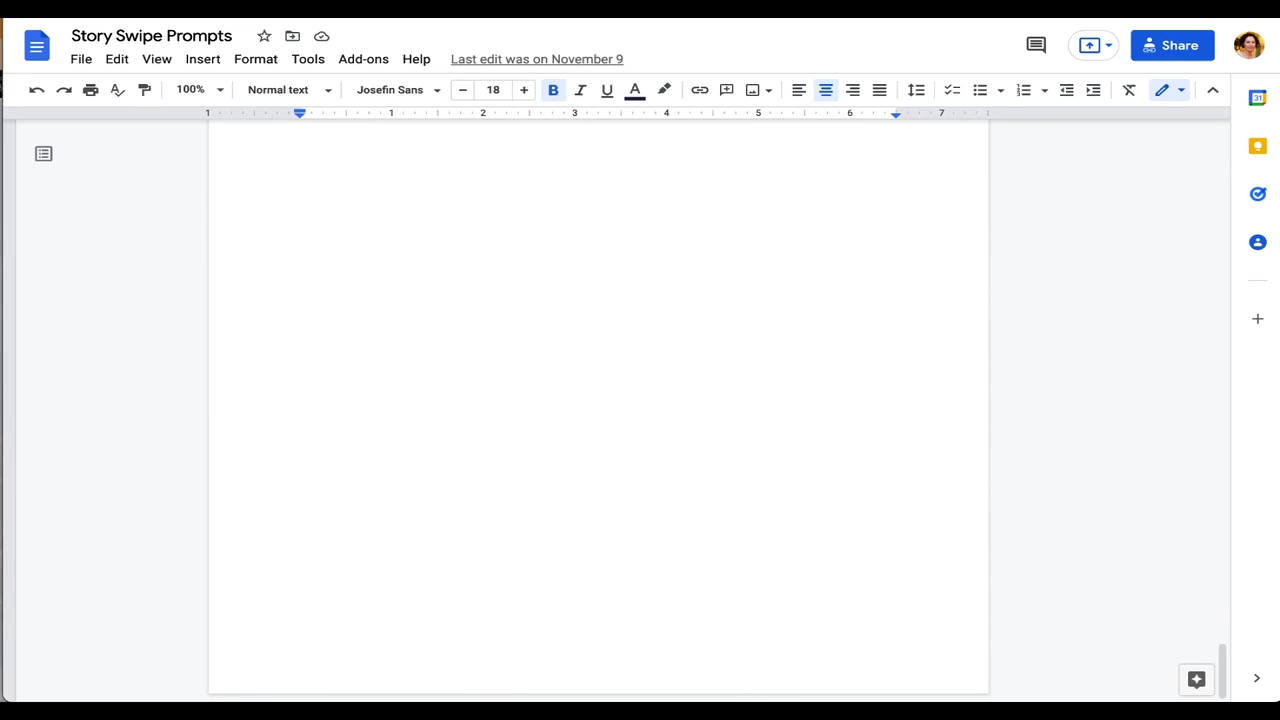 Story Swipe Prompts
File Edit View Insert Format Tools Add-ons Help Last edit was on November 9
Share
100% Normal text Josefin Sans 18 B I U A
1 1 2 3 4 5 6 7
31